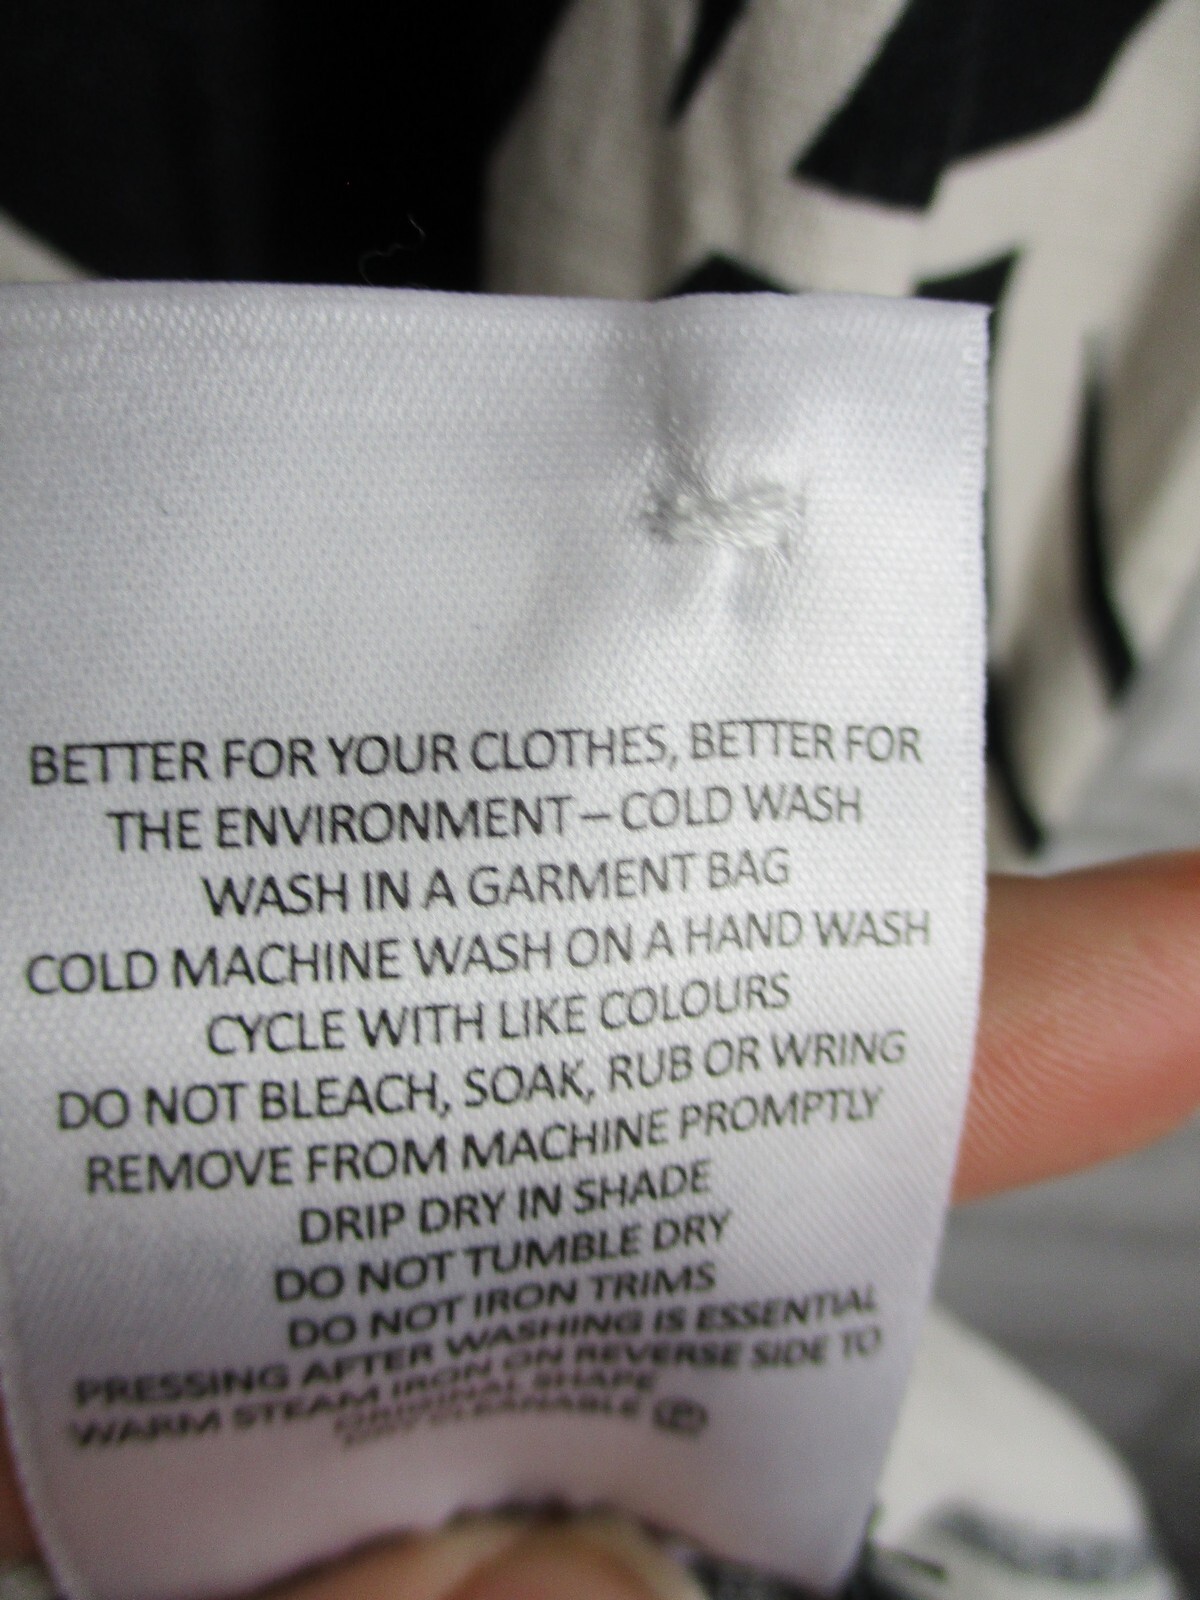 BETTER FOR YOUR CLOTHES, BETTER FOR
THE ENVIRONMENT – COLD WASH
WASH IN A GARMENT BAG
COLD MACHINE WASH ON A HAND WASH
CYCLE WITH LIKE COLOURS
DO NOT BLEACH, SOAK, RUB OR WRING
REMOVE FROM MACHINE PROMPTLY
DRIP DRY IN SHADE
DO NOT TUMBLE DRY
DO NOT IRON TRIMS
PRESSING AFTER WASHING IS ESSENTIAL
WARM STEAM IRON ON REVERSE SIDE TO
ORIGINAL SHAPE
DRY CLEANABLE Ⓟ